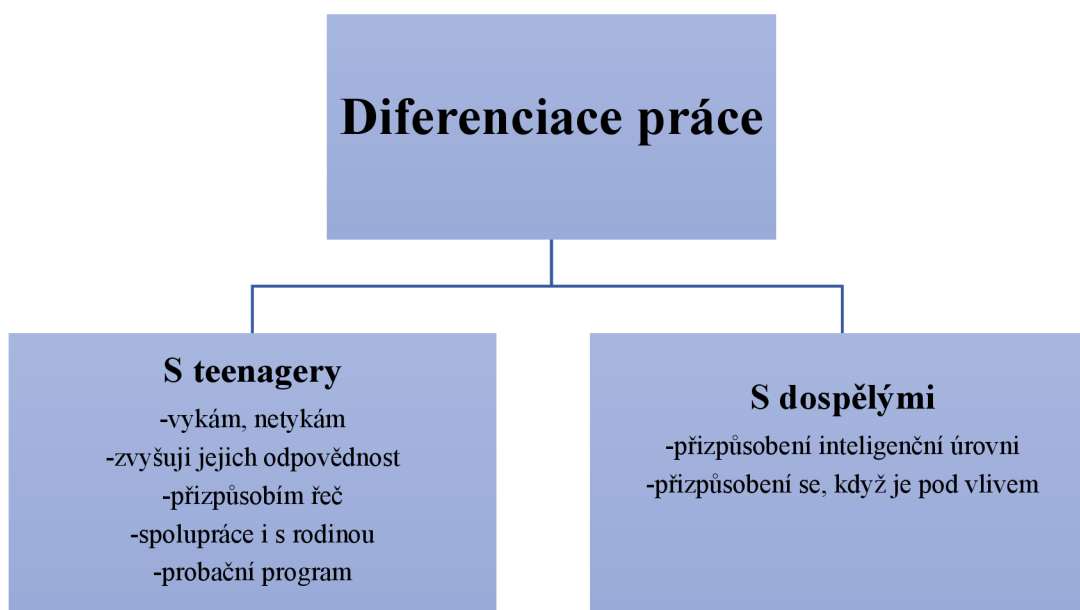 Diferenciace práce
S teenagery
-vykám, netykám
-zvyšuji jejich odpovědnost
-přizpůsobím řeč
-spolupráce i s rodinou
-probační program
S dospělými
-přizpůsobení inteligenční úrovni
-přizpůsobení se, když je pod vlivem